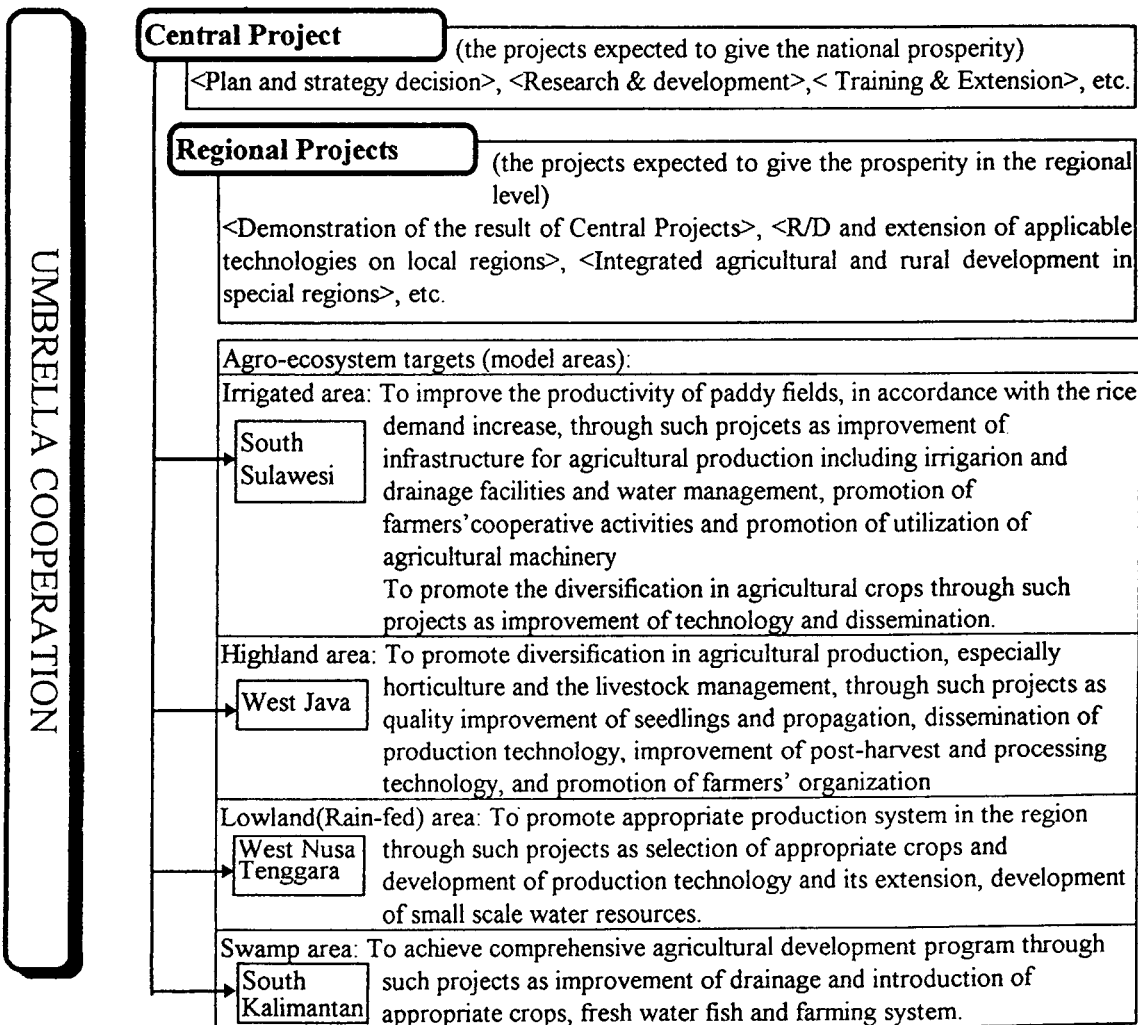 UMBRELLA COOPERATION
Central Project
(the projects expected to give the national prosperity)
<Plan and strategy decision>, <Research & development>,< Training & Extension>, etc.
Regional Projects
(the projects expected to give the prosperity in the regional
level)
<Demonstration of the result of Central Projects>, <R/D and extension of applicable
technologies on local regions>, <Integrated agricultural and rural development in
special regions>, etc.
Agro-ecosystem targets (model areas):
Irrigated area: To improve the productivity of paddy fields, in accordance with the rice
demand increase, through such projcets as improvement of
infrastructure for agricultural production including irrigarion and
drainage facilities and water management, promotion of
farmers'cooperative activities and promotion of utilization of
agricultural machinery
To promote the diversification in agricultural crops through such
projects as improvement of technology and dissemination.
South
Sulawesi
Highland area: To promote diversification in agricultural production, especially
horticulture and the livestock management, through such projects as
quality improvement of seedlings and propagation, dissemination of
production technology, improvement of post-harvest and processing
technology, and promotion of farmers' organization
West Java
Lowland(Rain-fed) area: To promote appropriate production system in the region
through such projects as selection of appropriate crops and
development of production technology and its extension, development
of small scale water resources.
West Nusa
Tenggara
Swamp area: To achieve comprehensive agricultural development program through
such projects as improvement of drainage and introduction of
appropriate crops, fresh water fish and farming system.
South
Kalimantan